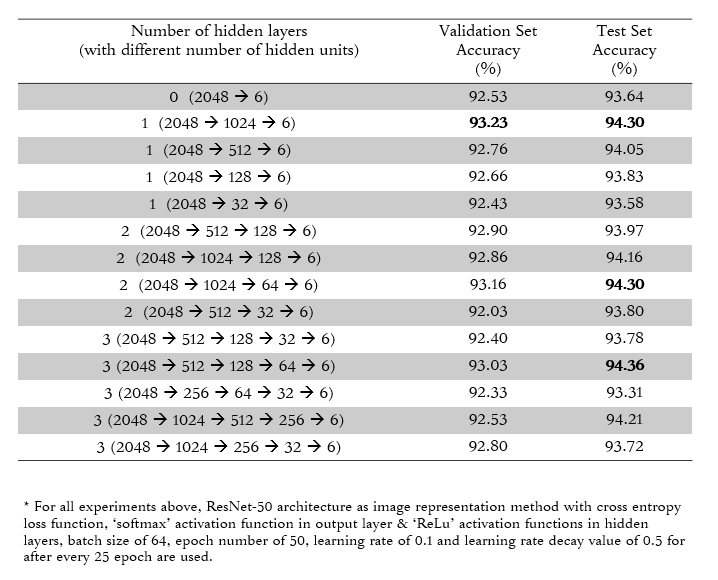 Number of hidden layers Validation Set Test Set
(with different number of hidden units) Accuracy Accuracy
(%) (%)
0 (2048 → 6) 92.53 93.64
1 (2048 → 1024 → 6) 93.23 94.30
1 (2048 → 512 → 6) 92.76 94.05
1 (2048 → 128 → 6) 92.66 93.83
1 (2048 → 32 → 6) 92.43 93.58
2 (2048 → 512 → 128 → 6) 92.90 93.97
2 (2048 → 1024 → 128 → 6) 92.86 94.16
2 (2048 → 1024 → 64 → 6) 93.16 94.30
2 (2048 → 512 → 32 → 6) 92.03 93.80
3 (2048 → 512 → 128 → 32 → 6) 92.40 93.78
3 (2048 → 512 → 128 → 64 → 6) 93.03 94.36
3 (2048 → 256 → 64 → 32 → 6) 92.33 93.31
3 (2048 → 1024 → 512 → 256 → 6) 92.53 94.21
3 (2048 → 1024 → 256 → 32 → 6) 92.80 93.72
* For all experiments above, ResNet-50 architecture as image representation method with cross entropy
loss function, ‘softmax’ activation function in output layer & ‘ReLu’ activation functions in hidden
layers, batch size of 64, epoch number of 50, learning rate of 0.1 and learning rate decay value of 0.5 for
after every 25 epoch are used.